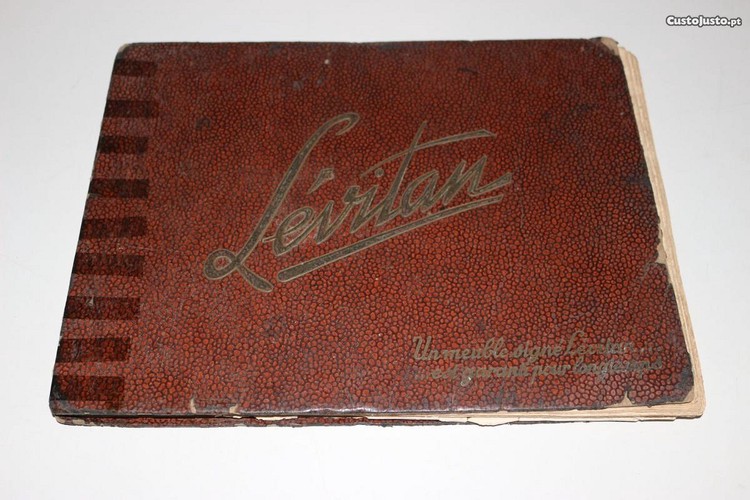 CustoJusto.pt
Lévitan
Un meuble signé Lévitan...
est garanti pour longtemps